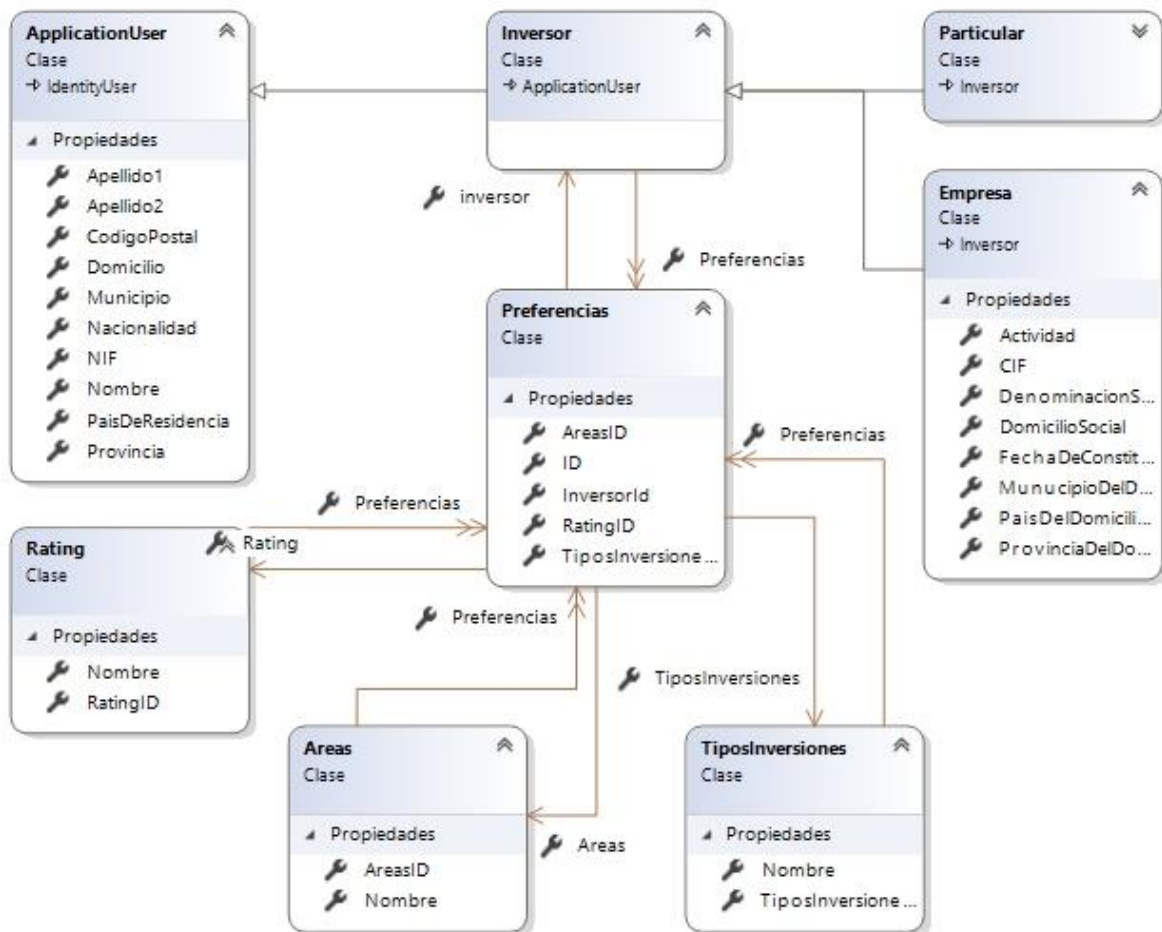 ApplicationUser
Clase
IdentityUser
Propiedades
Apellido1
Apellido2
CodigoPostal
Domicilio
Municipio
Nacionalidad
NIF
Nombre
PaisDeResidencia
Provincia
Inversor
Clase
ApplicationUser
Particular
Clase
Inversor
Empresa
Clase
Inversor
Propiedades
Actividad
CIF
DenominacionS...
DomicilioSocial
FechaDeConstit...
MunucipioDelD...
PaisDelDomicili...
ProvinciaDelDo...
inversor
Preferencias
Preferencias
Clase
Propiedades
AreasID
ID
InversorId
RatingID
TiposInversione...
Preferencias
Preferencias
Rating
Rating
Clase
Propiedades
Nombre
RatingID
Preferencias
TiposInversiones
Areas
Areas
Clase
Propiedades
AreasID
Nombre
TiposInversiones
Clase
Propiedades
Nombre
TiposInversione...